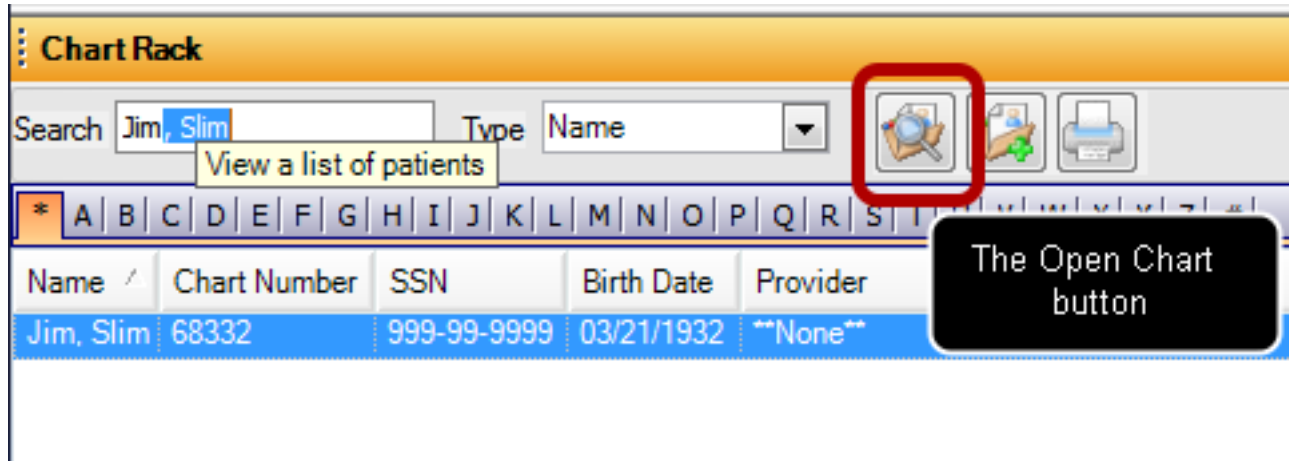 Chart Rack
Search Jim, Slim Type Name
View a list of patients
* A B C D E F G H I J K L M N O P Q R S T U V W X Y Z #
The Open Chart
button
Name Chart Number SSN Birth Date Provider
Jim, Slim 68332 999-99-9999 03/21/1932 **None**